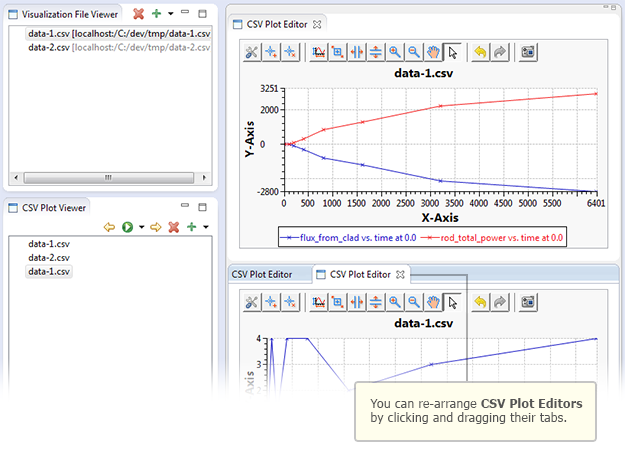 Visualization File Viewer
data-1.csv [localhost:/C:/dev/tmp/data-1.csv
data-2.csv [localhost:/C:/dev/tmp/data-2.csv
CSV Plot Viewer
data-1.csv
data-2.csv
data-1.csv
CSV Plot Editor
data-1.csv
Y-Axis
3251
2000
0
-2800
0 400 1000 1500 2000 2500 3000 3500 4000 4500 5000 5500 6401
X-Axis
flux_from_clad vs. time at 0.0 rod_total_power vs. time at 0.0
CSV Plot Editor CSV Plot Editor
data-1.csv
4
3
2
Axis
You can re-arrange CSV Plot Editors
by clicking and dragging their tabs.